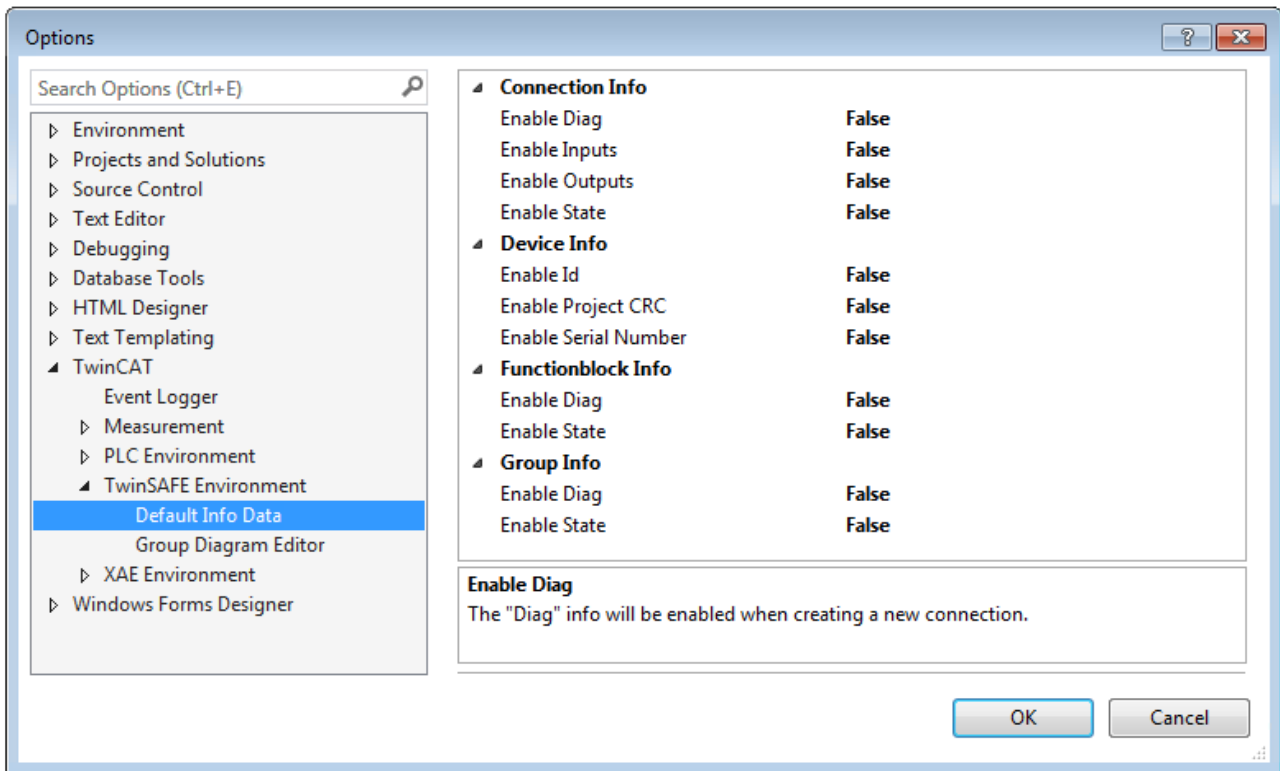 Options
Search Options (Ctrl+E)
Environment
Projects and Solutions
Source Control
Text Editor
Debugging
Database Tools
HTML Designer
Text Templating
TwinCAT
Event Logger
Measurement
PLC Environment
TwinSAFE Environment
Default Info Data
Group Diagram Editor
XAE Environment
Windows Forms Designer
Connection Info
Enable Diag False
Enable Inputs False
Enable Outputs False
Enable State False
Device Info
Enable Id False
Enable Project CRC False
Enable Serial Number False
Functionblock Info
Enable Diag False
Enable State False
Group Info
Enable Diag False
Enable State False
Enable Diag
The "Diag" info will be enabled when creating a new connection.
OK Cancel